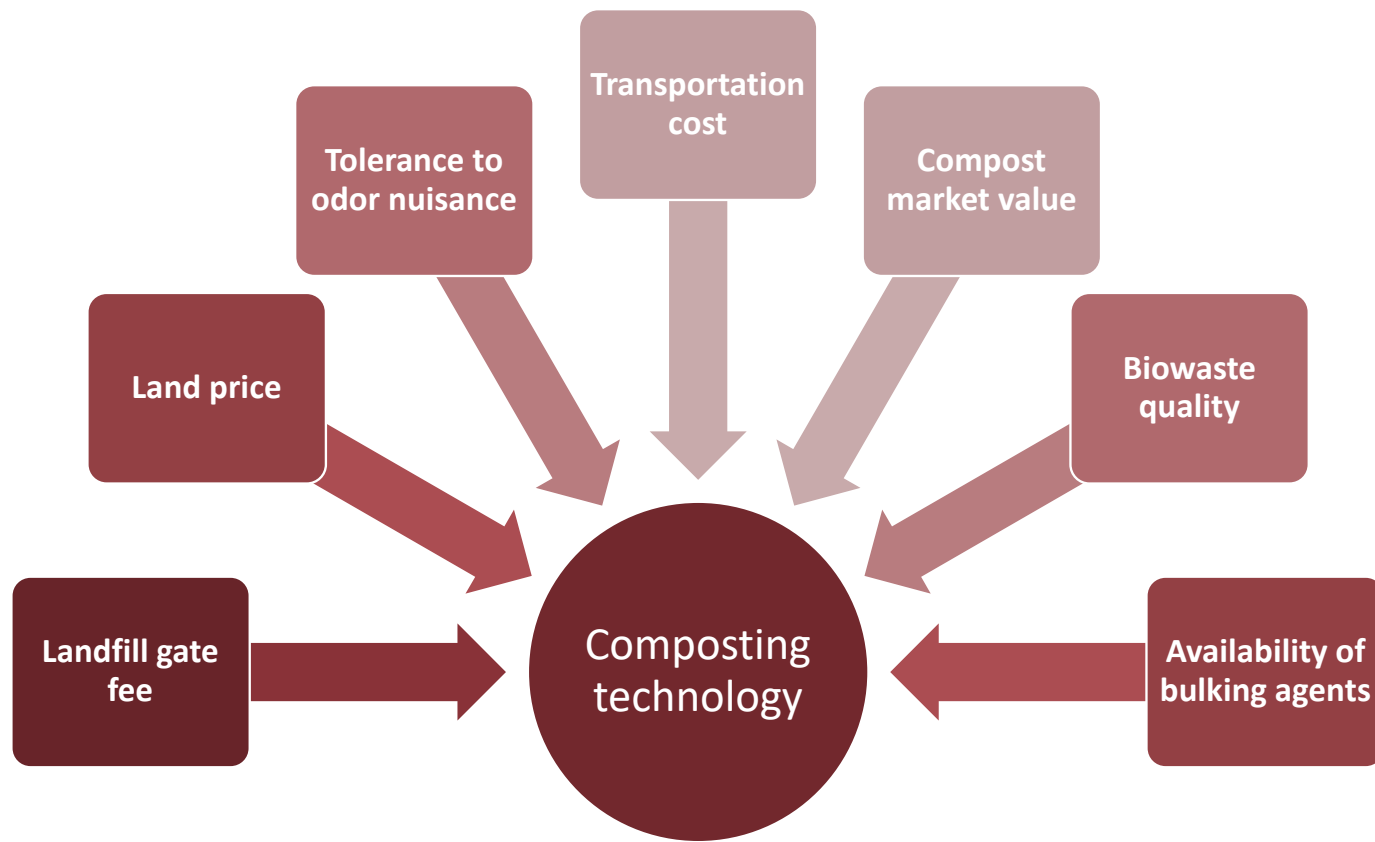 Transportation
cost
Tolerance to
odor nuisance
Compost
market value
Land price
Biowaste
quality
Landfill gate
fee
Composting
technology
Availability of
bulking agents